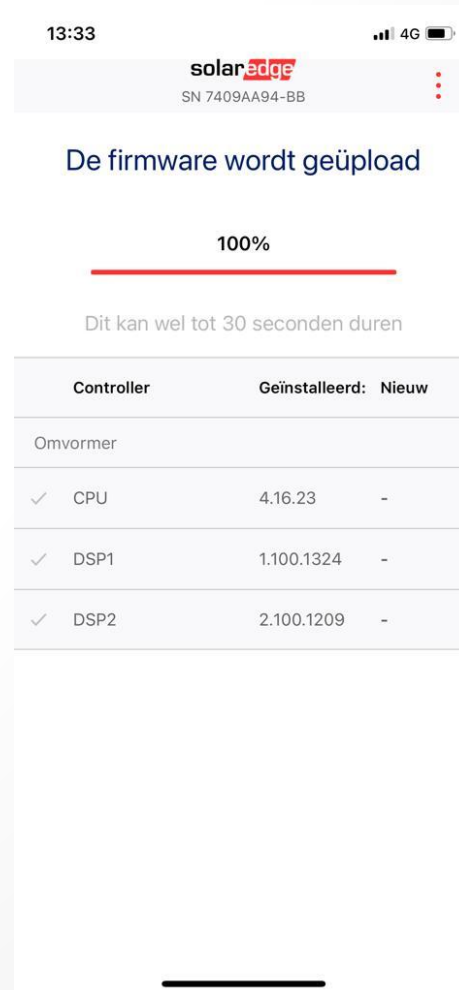 13:33 4G
solaredge
SN 7409AA94-BB
De firmware wordt geüpload
100%
Dit kan wel tot 30 seconden duren
Controller Geïnstalleerd: Nieuw
Omvormer
CPU 4.16.23 -
DSP1 1.100.1324 -
DSP2 2.100.1209 -